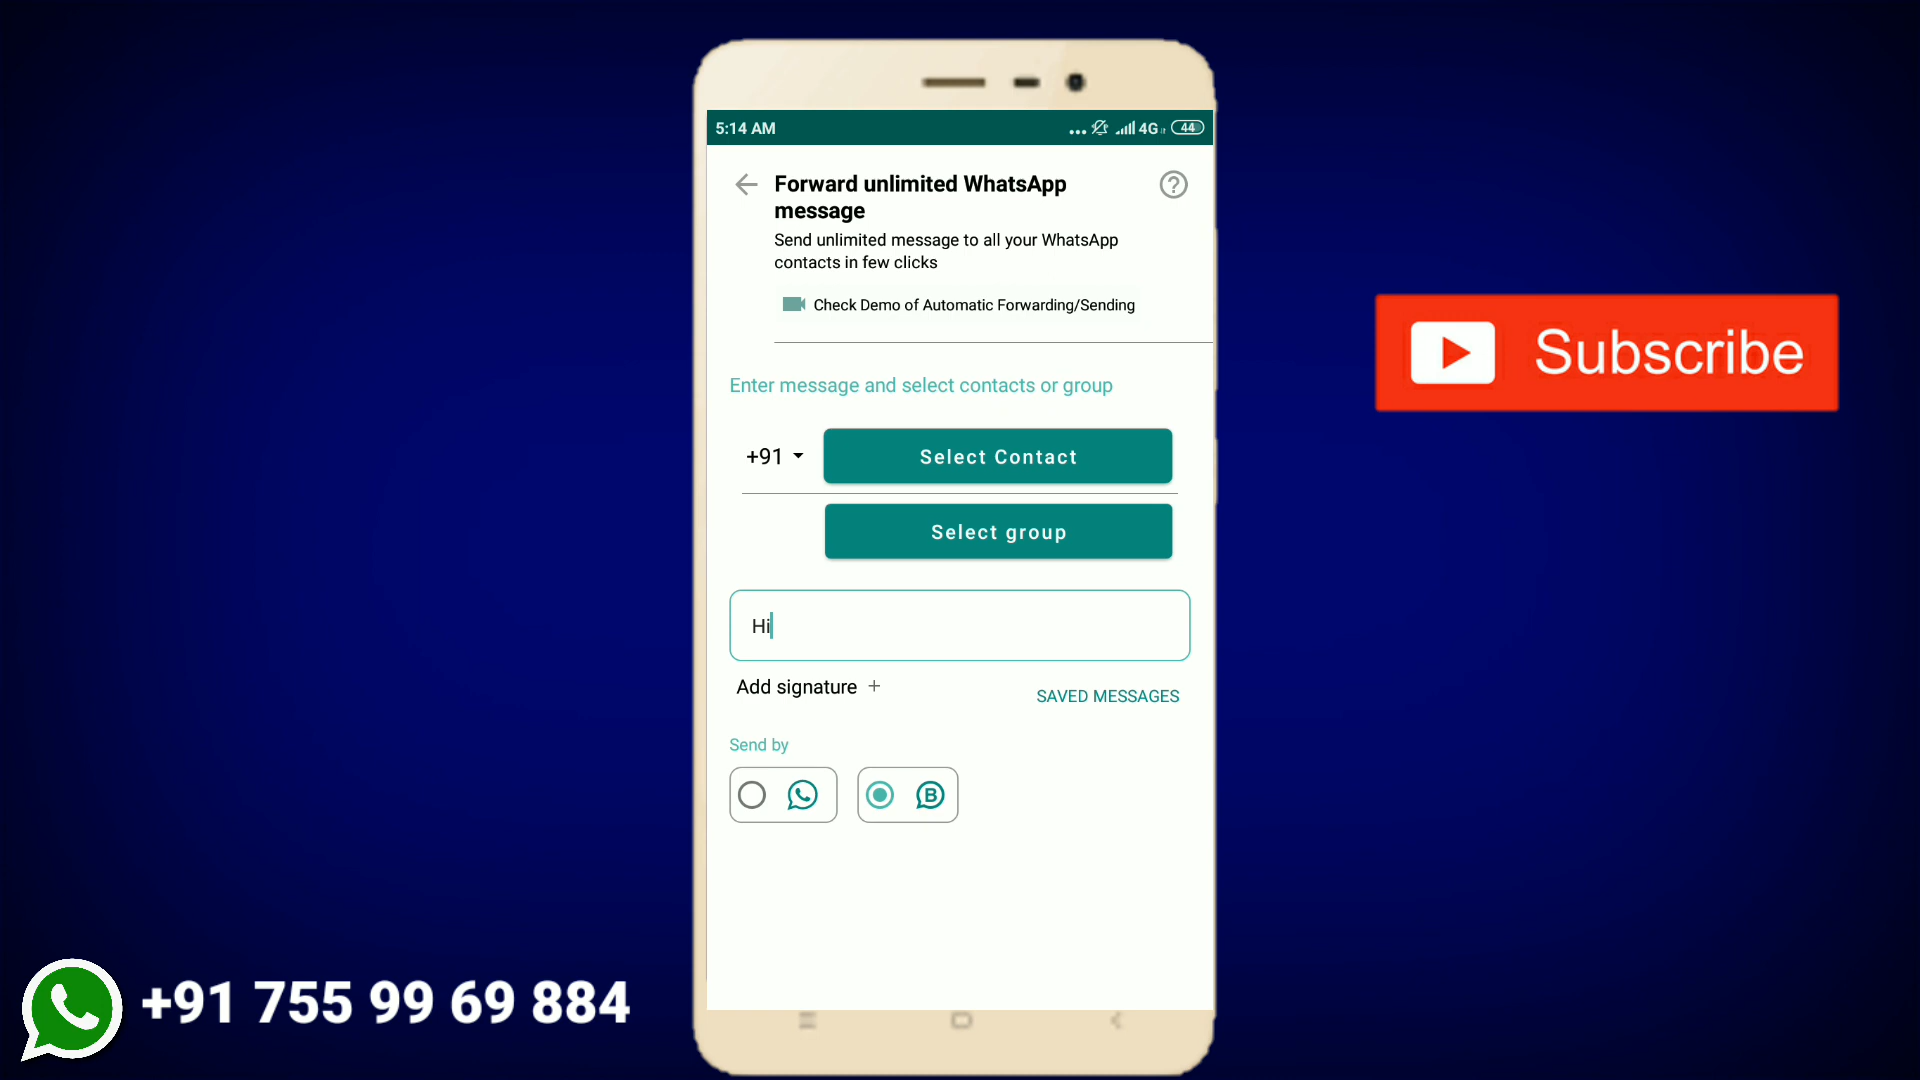 5:14 AM
4G
44
Forward unlimited WhatsApp
message
Send unlimited message to all your WhatsApp
contacts in few clicks
Check Demo of Automatic Forwarding/Sending
Enter message and select contacts or group
+91
Select Contact
Select group
Hi
Add signature +
SAVED MESSAGES
Send by
B
Subscribe
+91 755 99 69 884